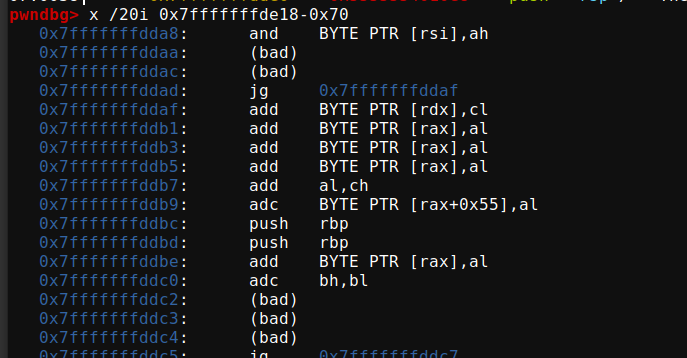 pwndbg> x /20i 0x7fffffffde18-0x70
0x7fffffffdda8: and BYTE PTR [rsi],ah
0x7fffffffddaa: (bad)
0x7fffffffddac: (bad)
0x7fffffffddad: jg 0x7fffffffddaf
0x7fffffffddaf: add BYTE PTR [rdx],cl
0x7fffffffddb1: add BYTE PTR [rax],al
0x7fffffffddb3: add BYTE PTR [rax],al
0x7fffffffddb5: add BYTE PTR [rax],al
0x7fffffffddb7: add al,ch
0x7fffffffddb9: adc BYTE PTR [rax+0x55],al
0x7fffffffddbc: push rbp
0x7fffffffddbd: push rbp
0x7fffffffddbe: add BYTE PTR [rax],al
0x7fffffffddc0: adc bh,bl
0x7fffffffddc2: (bad)
0x7fffffffddc3: (bad)
0x7fffffffddc4: (bad)
0x7fffffffddc5: jg 0x7fffffffddc7